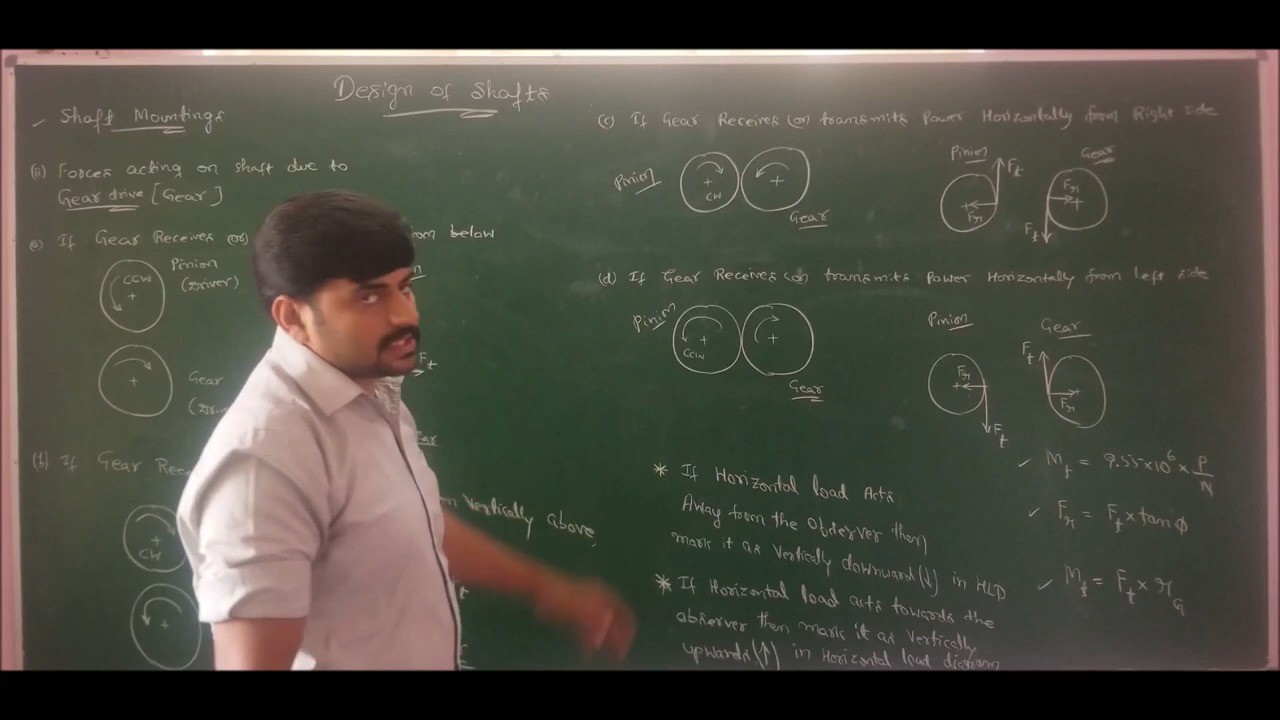 Design of Shafts
Shaft Mountings
(ii) Forces acting on shaft due to
Gear drive [Gear]
(a) If Gear Receives (or)
below
CCW
Pinion
(Driver)
Gear
Ft
(b) If Gear
Vertically above
CW
(c) If Gear Receives (or) transmits Power Horizontally from Right side
Pinion
CW
Gear
Pinion
Ft
Fr
Gear
Fr
Ft
(d) If Gear Receives (or) transmits Power Horizontally from left side
Pinion
CCW
Gear
Pinion
Fr
Ft
Gear
Ft
Fr
* If Horizontal load Acts
Away from the observer then
mark it as vertically downward (↓) in HLD
* If Horizontal load acts towards the
observer then mark it as vertically
upwards (↑) in Horizontal load diagram
Mt = 9.55×10^6 × P/N
Fr = Ft × tan ϕ
Mt = Ft × rG